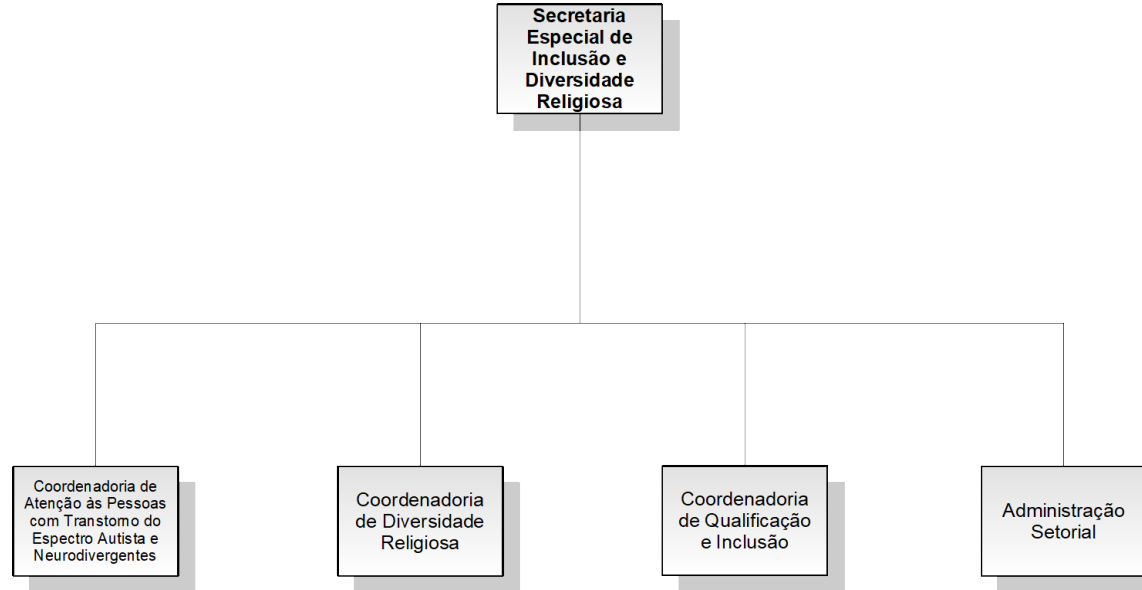 Secretaria
Especial de
Inclusão e
Diversidade
Religiosa
Coordenadoria de
Atenção às Pessoas
com Transtorno do
Espectro Autista e
Neurodivergentes
Coordenadoria
de Diversidade
Religiosa
Coordenadoria
de Qualificação
e Inclusão
Administração
Setorial